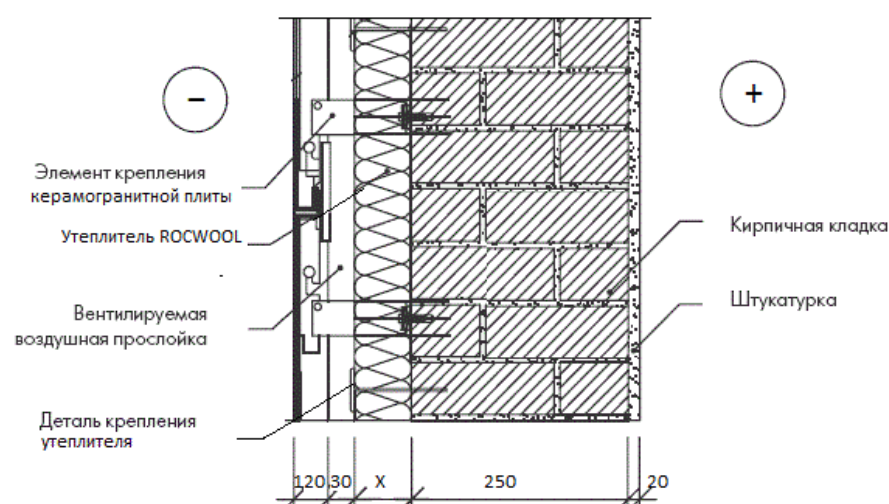 −
+
Элемент крепления
керамогранитной плиты
Утеплитель ROCWOOL
Вентилируемая
воздушная прослойка
Деталь крепления
утеплителя
Кирпичная кладка
Штукатурка
120 30 X 250 20